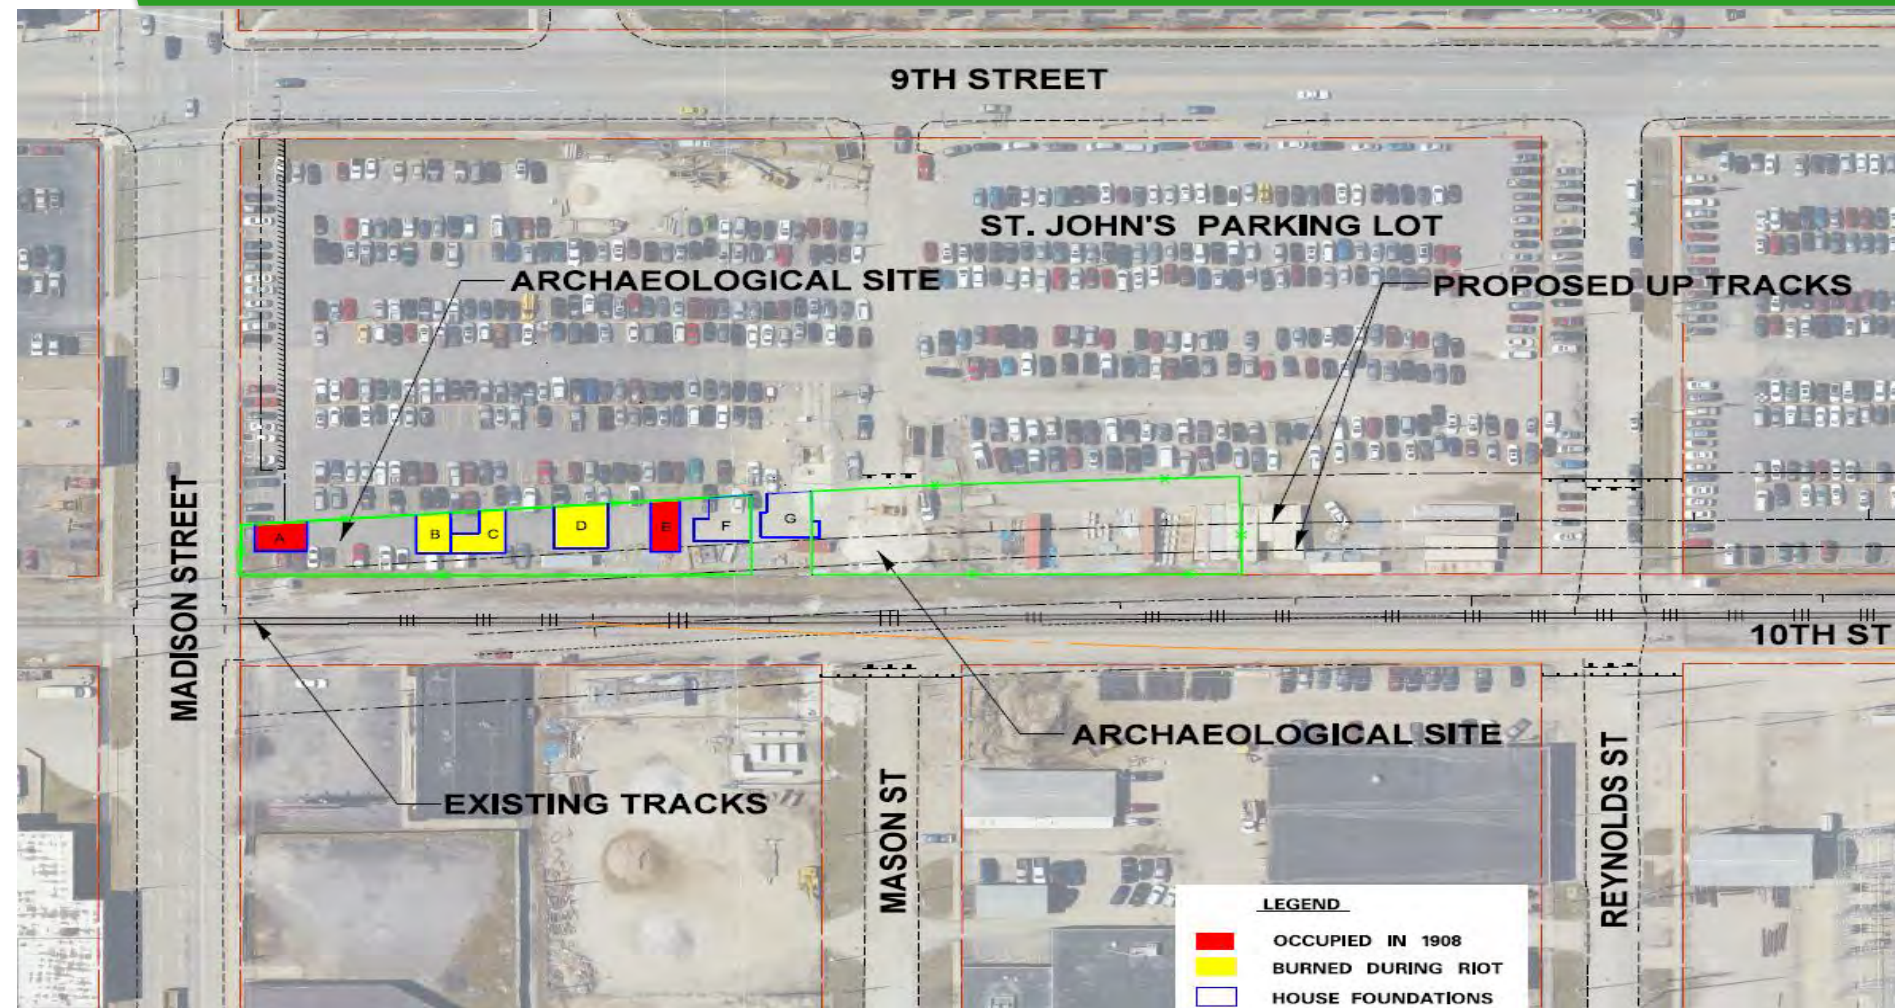 9TH STREET
ST. JOHN'S PARKING LOT
ARCHAEOLOGICAL SITE
PROPOSED UP TRACKS
MADISON STREET
A
B
C
D
E
F
G
10TH ST
ARCHAEOLOGICAL SITE
EXISTING TRACKS
MASON ST
REYNOLDS ST
LEGEND
OCCUPIED IN 1908
BURNED DURING RIOT
HOUSE FOUNDATIONS